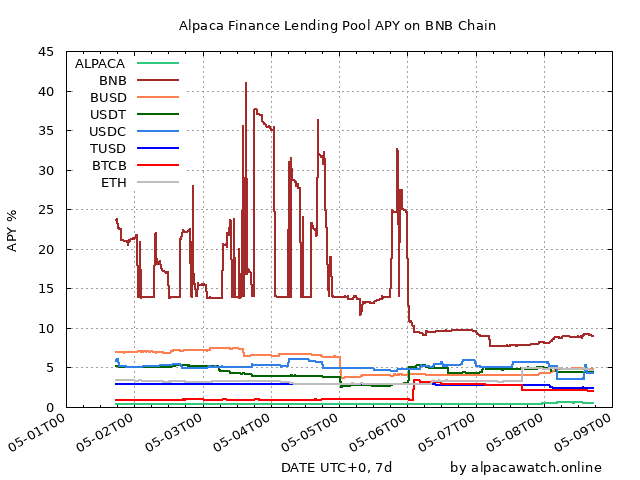 Alpaca Finance Lending Pool APY on BNB Chain
45
40
35
30
25
20
15
10
5
0
APY %
ALPACA
BNB
BUSD
USDT
USDC
TUSD
BTCB
ETH
05-01T00
05-02T00
05-03T00
05-04T00
05-05T00
05-06T00
05-07T00
05-08T00
05-09T00
DATE UTC+0, 7d
by alpacawatch.online